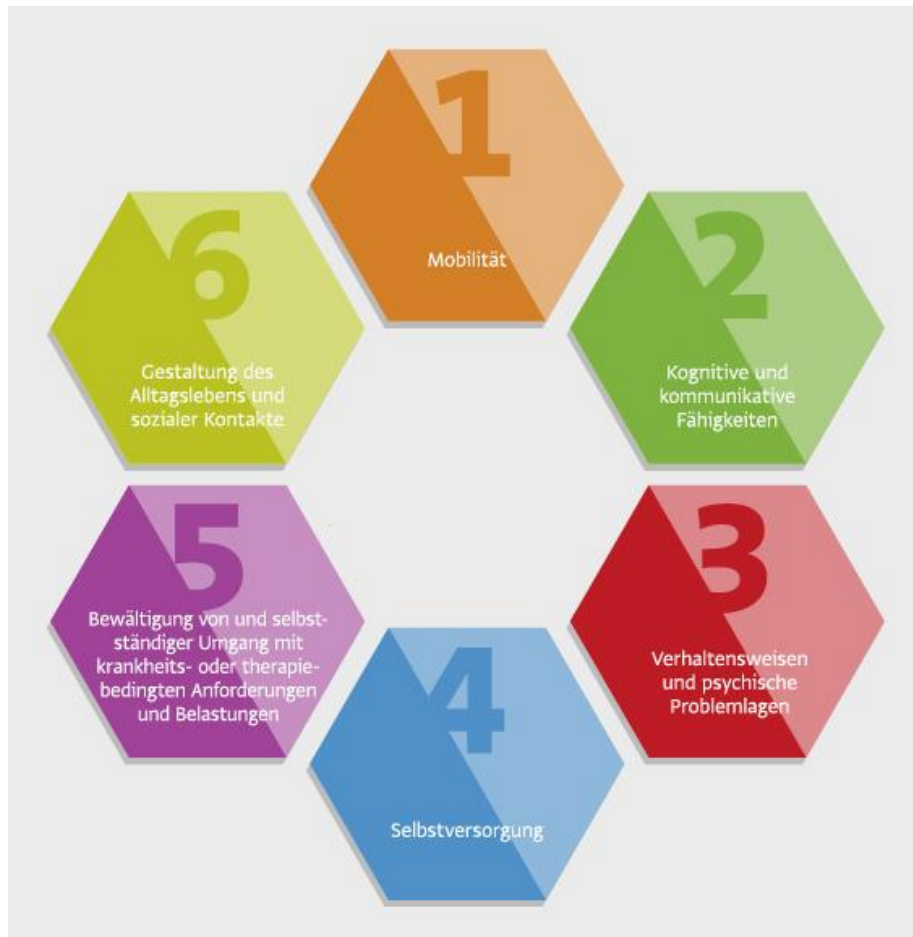 1
Mobilität
2
Kognitive und
kommunikative
Fähigkeiten
3
Verhaltensweisen
und psychische
Problemlagen
4
Selbstversorgung
5
Bewältigung von und selbst-
ständiger Umgang mit
krankheits- oder therapie-
bedingten Anforderungen
und Belastungen
6
Gestaltung des
Alltagslebens und
sozialer Kontakte